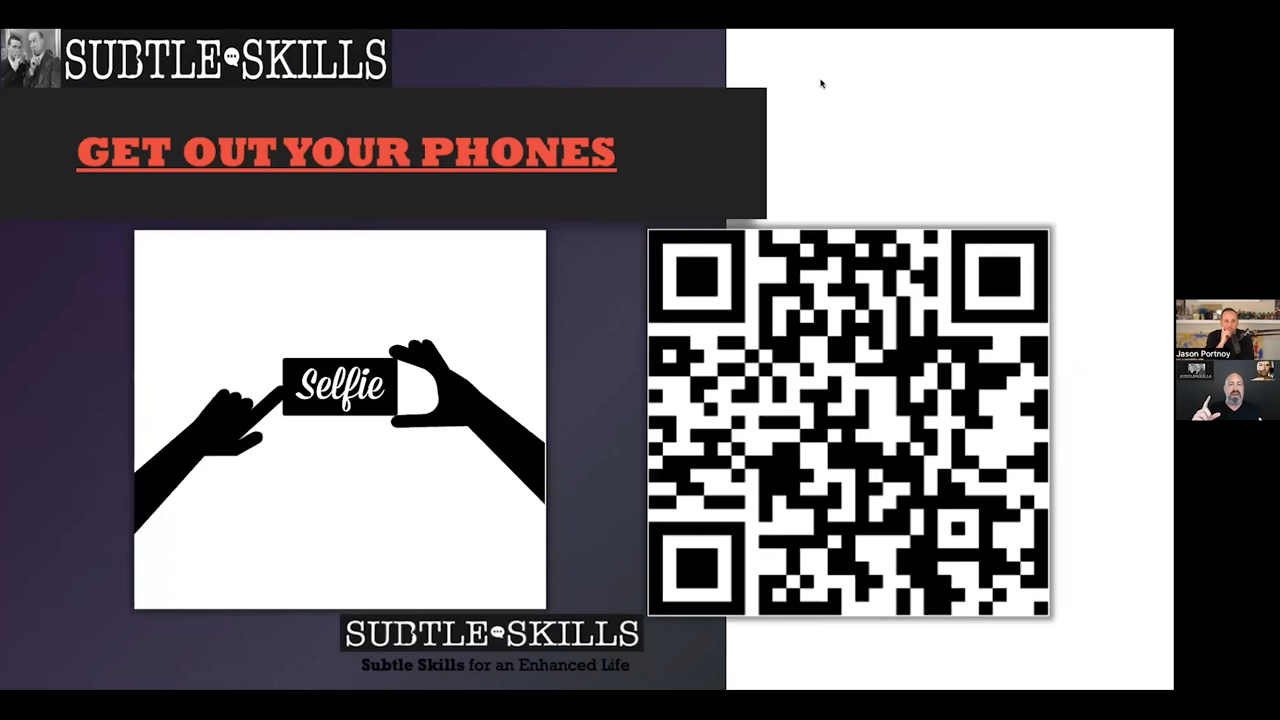 SUBTLE SKILLS
GET OUT YOUR PHONES
Selfie
Jason Portnoy
SUBTLE SKILLS
Subtle Skills for an Enhanced Life